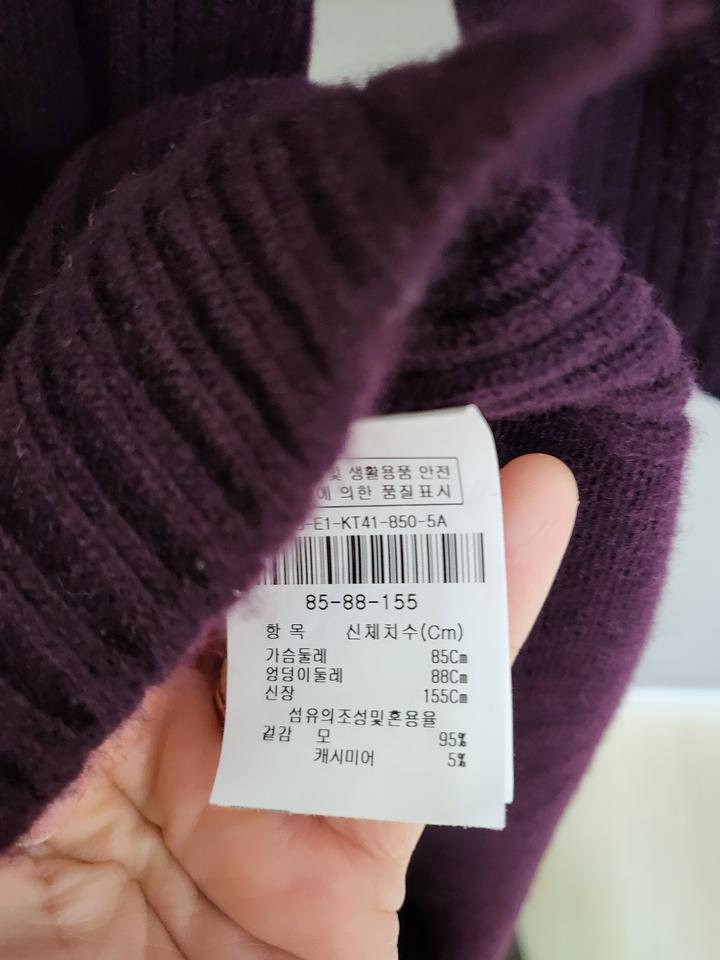 및 생활용품 안전
에 의한 품질표시
-E1-KT41-850-5A
85-88-155
항 목 신체치수(Cm)
가슴둘레 85Cm
엉덩이둘레 88Cm
신장 155Cm
섬유의조성및혼용율
겉감 모 95%
캐시미어 5%